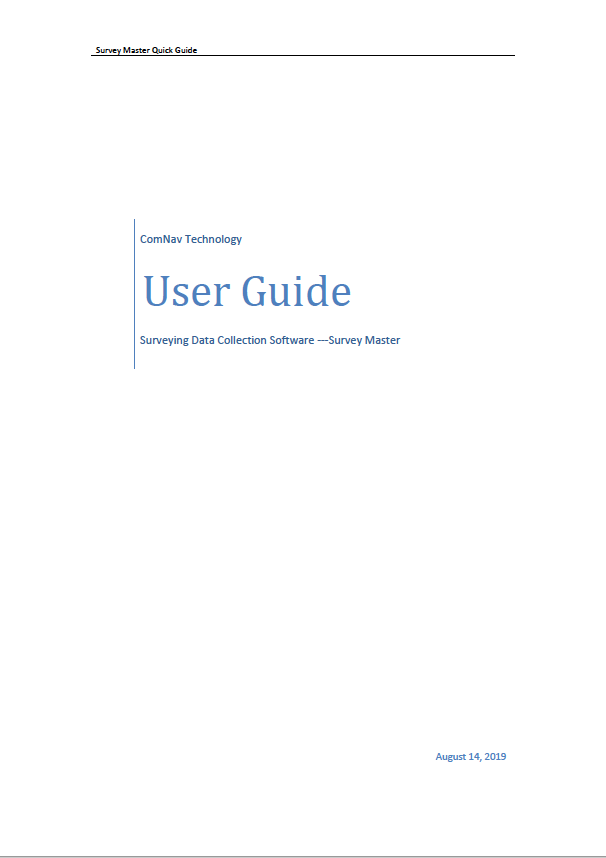 Survey Master Quick Guide
ComNav Technology
User Guide
Surveying Data Collection Software ---Survey Master
August 14, 2019